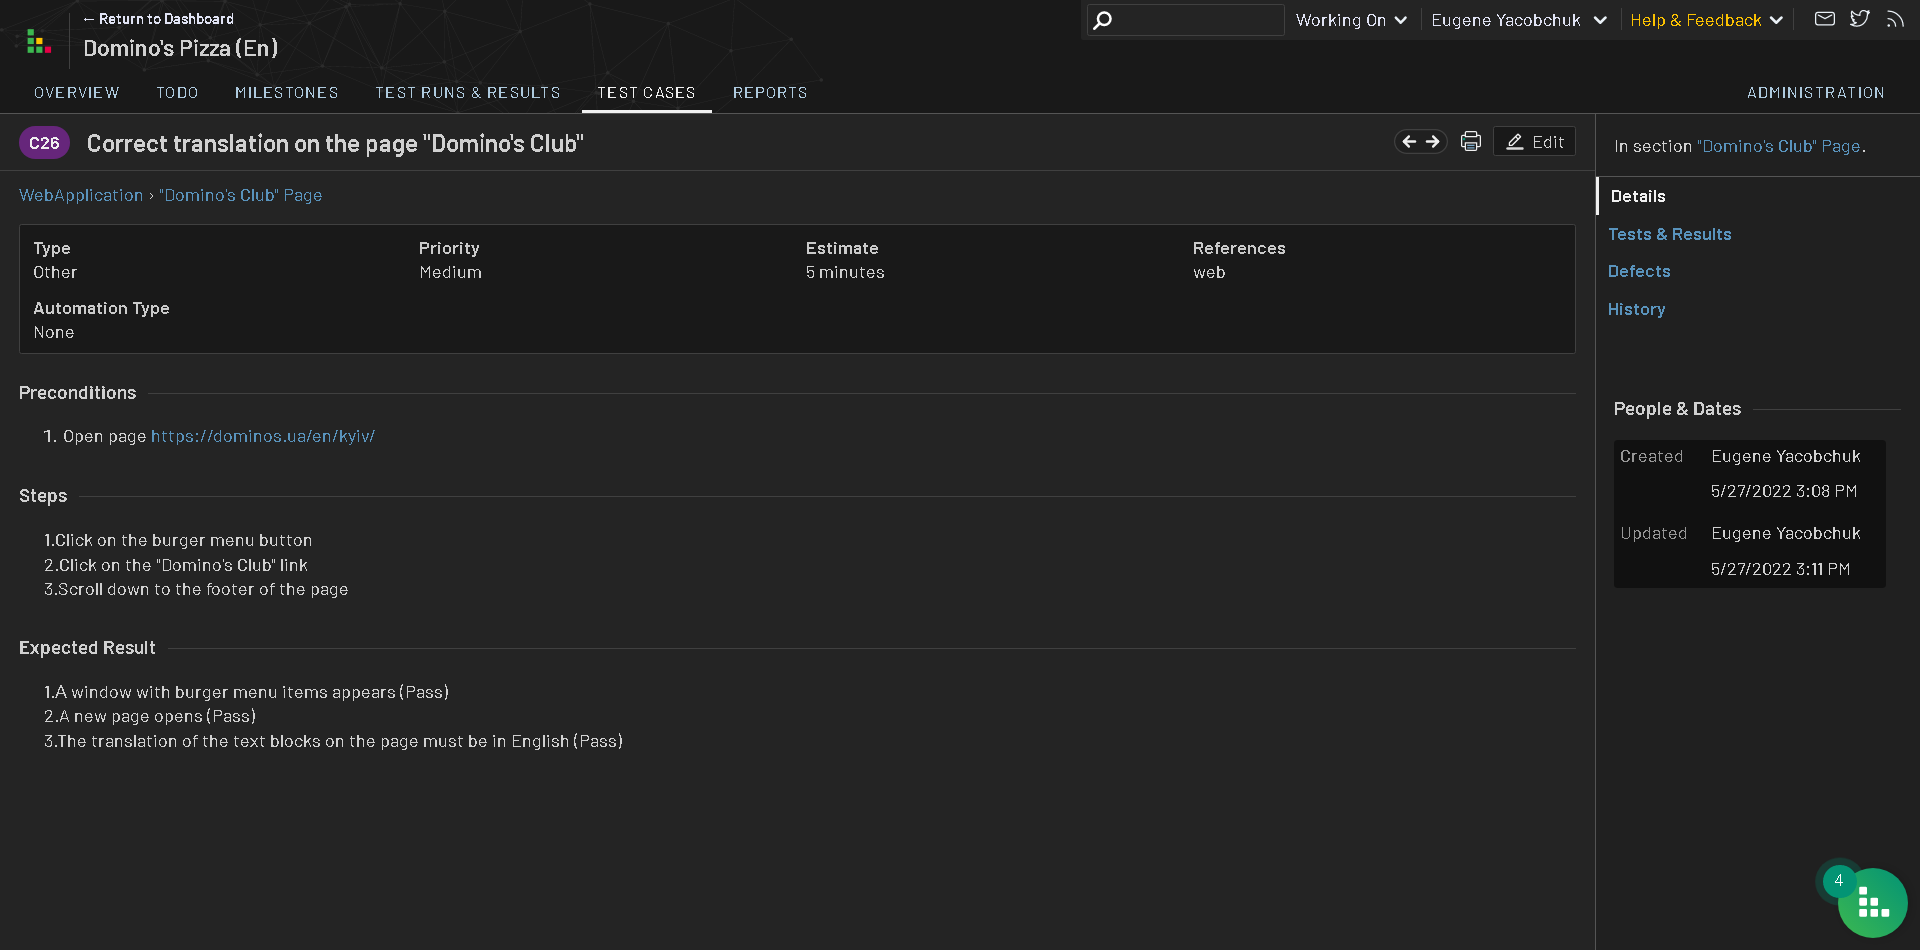 ← Return to Dashboard
Domino's Pizza (En)
Working On
Eugene Yacobchuk
Help & Feedback
OVERVIEW
TODO
MILESTONES
TEST RUNS & RESULTS
TEST CASES
REPORTS
ADMINISTRATION
C26
Correct translation on the page "Domino's Club"
Edit
WebApplication › "Domino's Club" Page
Type
Other
Priority
Medium
Estimate
5 minutes
References
web
Automation Type
None
Preconditions
1. Open page https://dominos.ua/en/kyiv/
Steps
1.Click on the burger menu button
2.Click on the "Domino's Club" link
3.Scroll down to the footer of the page
Expected Result
1.A window with burger menu items appears (Pass)
2.A new page opens (Pass)
3.The translation of the text blocks on the page must be in English (Pass)
In section "Domino's Club" Page.
Details
Tests & Results
Defects
History
People & Dates
Created Eugene Yacobchuk
5/27/2022 3:08 PM
Updated Eugene Yacobchuk
5/27/2022 3:11 PM
4